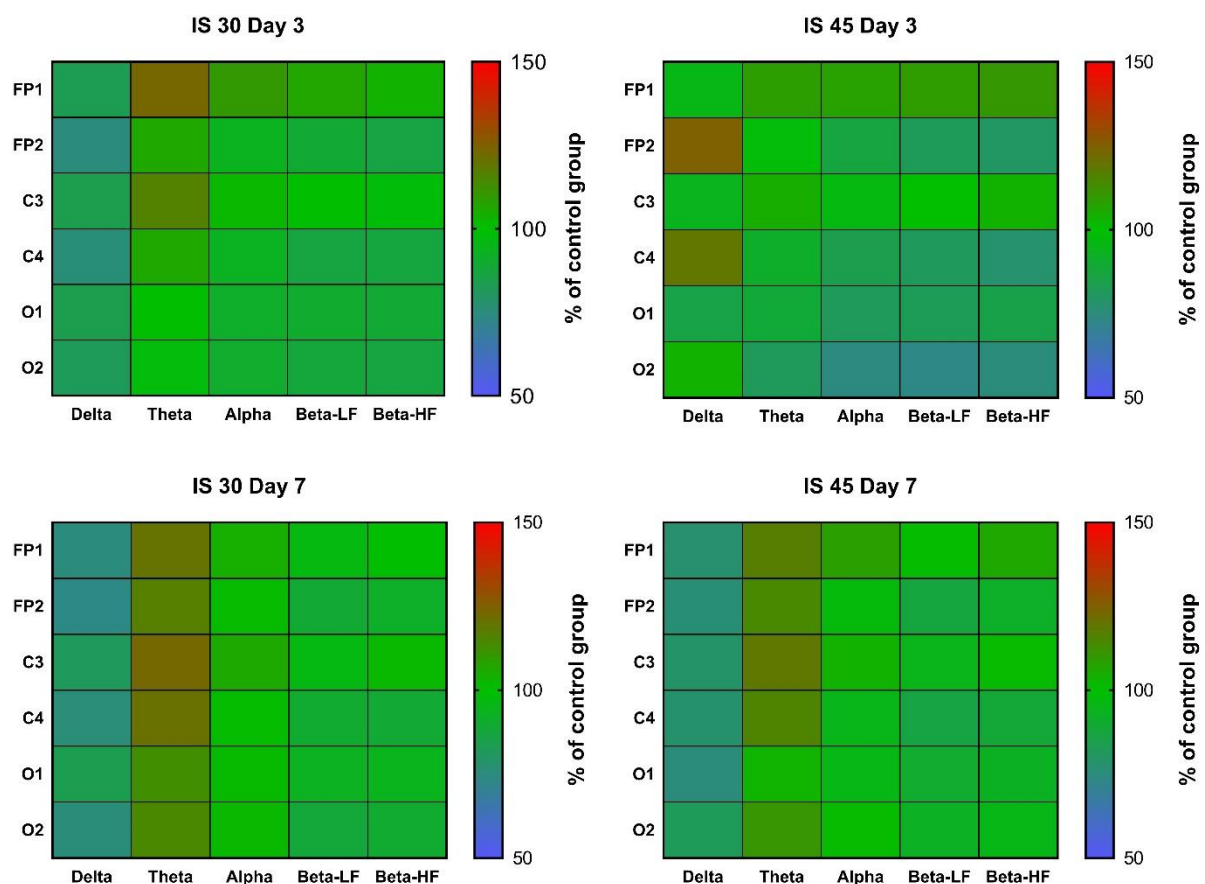 IS 30 Day 3
FP1
FP2
C3
C4
O1
O2
Delta Theta Alpha Beta-LF Beta-HF
150
100
50
% of control group
IS 45 Day 3
FP1
FP2
C3
C4
O1
O2
Delta Theta Alpha Beta-LF Beta-HF
150
100
50
% of control group
IS 30 Day 7
FP1
FP2
C3
C4
O1
O2
Delta Theta Alpha Beta-LF Beta-HF
150
100
50
% of control group
IS 45 Day 7
FP1
FP2
C3
C4
O1
O2
Delta Theta Alpha Beta-LF Beta-HF
150
100
50
% of control group